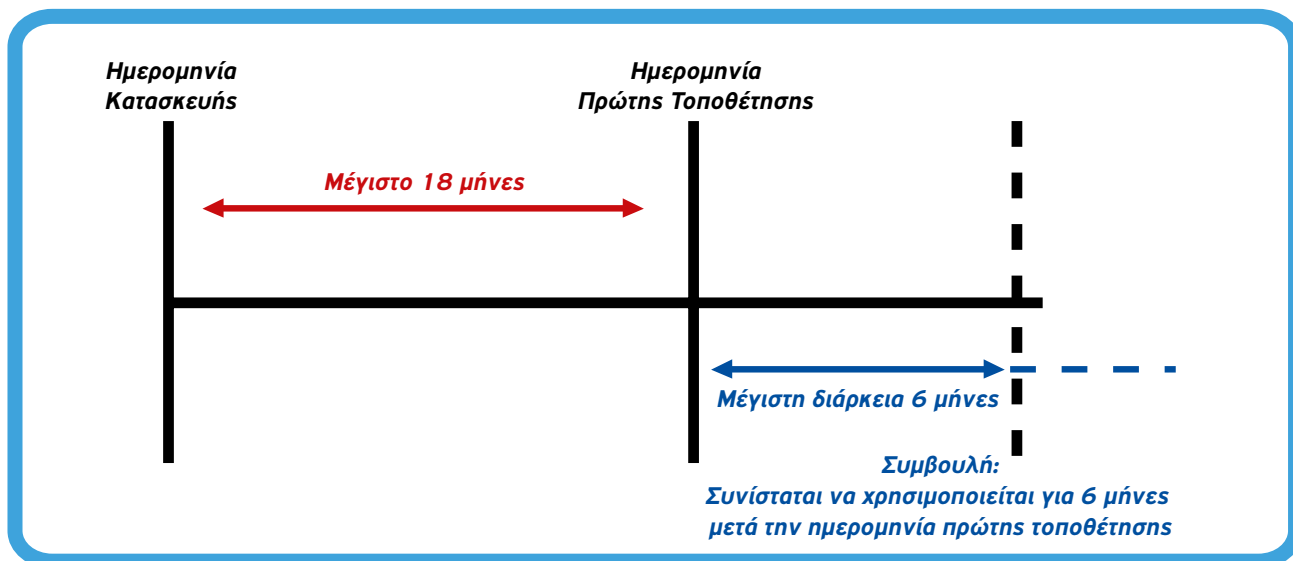 Ημερομηνία
Κατασκευής
Ημερομηνία
Πρώτης Τοποθέτησης
Μέγιστο 18 μήνες
Μέγιστη διάρκεια 6 μήνες
Συμβουλή:
Συνίσταται να χρησιμοποιείται για 6 μήνες
μετά την ημερομηνία πρώτης τοποθέτησης